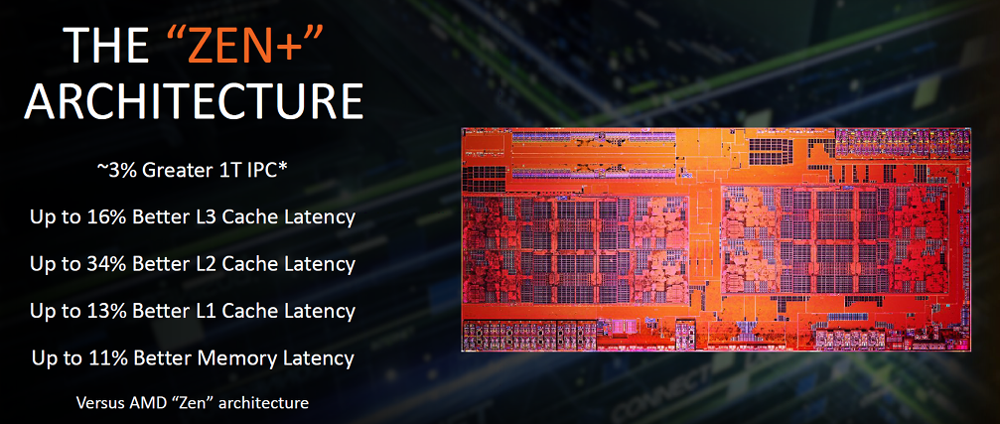 THE “ZEN+”
ARCHITECTURE
~3% Greater 1T IPC*
Up to 16% Better L3 Cache Latency
Up to 34% Better L2 Cache Latency
Up to 13% Better L1 Cache Latency
Up to 11% Better Memory Latency
Versus AMD “Zen” architecture
CONNECT